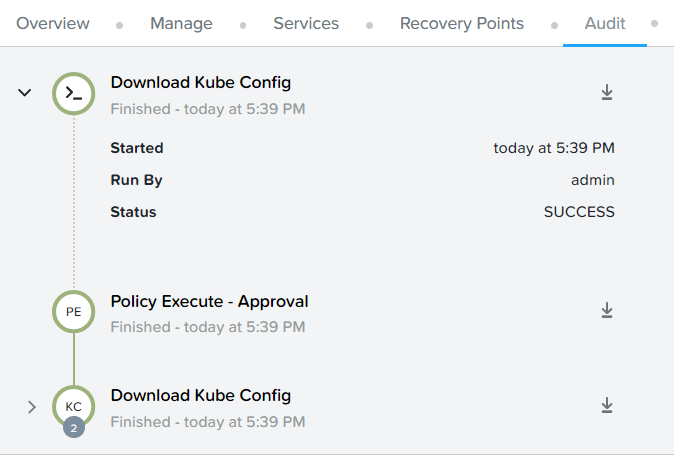 Overview Manage Services Recovery Points Audit
Download Kube Config
Finished - today at 5:39 PM
Started today at 5:39 PM
Run By admin
Status SUCCESS
PE
Policy Execute - Approval
Finished - today at 5:39 PM
KC
2
Download Kube Config
Finished - today at 5:39 PM